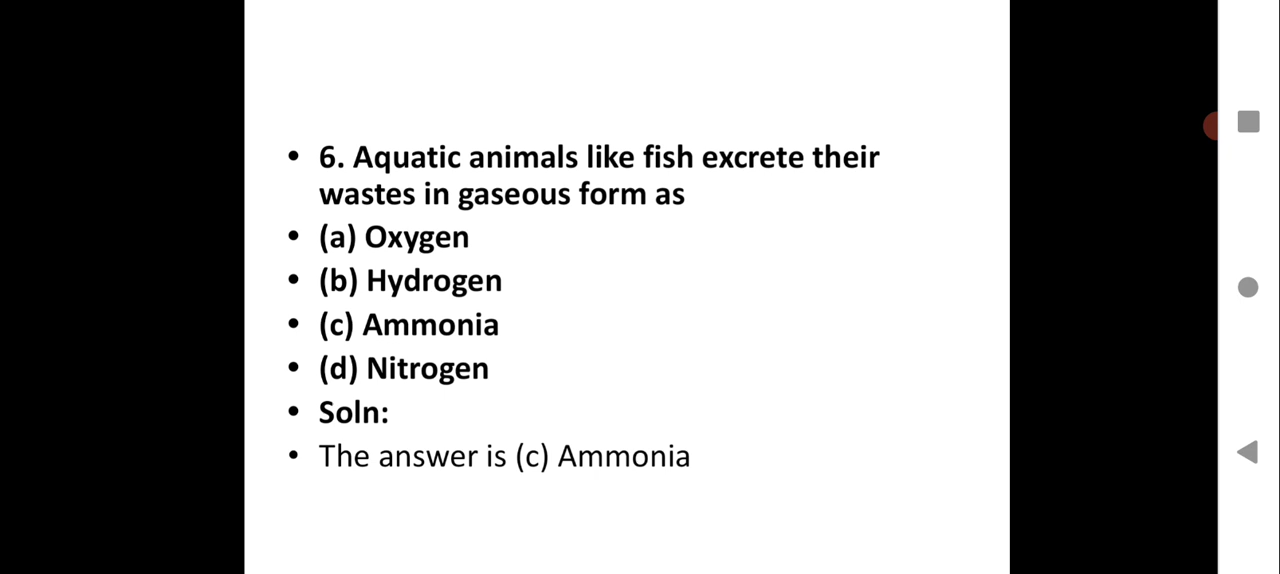 • 6. Aquatic animals like fish excrete their
wastes in gaseous form as
• (a) Oxygen
• (b) Hydrogen
• (c) Ammonia
• (d) Nitrogen
• Soln:
• The answer is (c) Ammonia